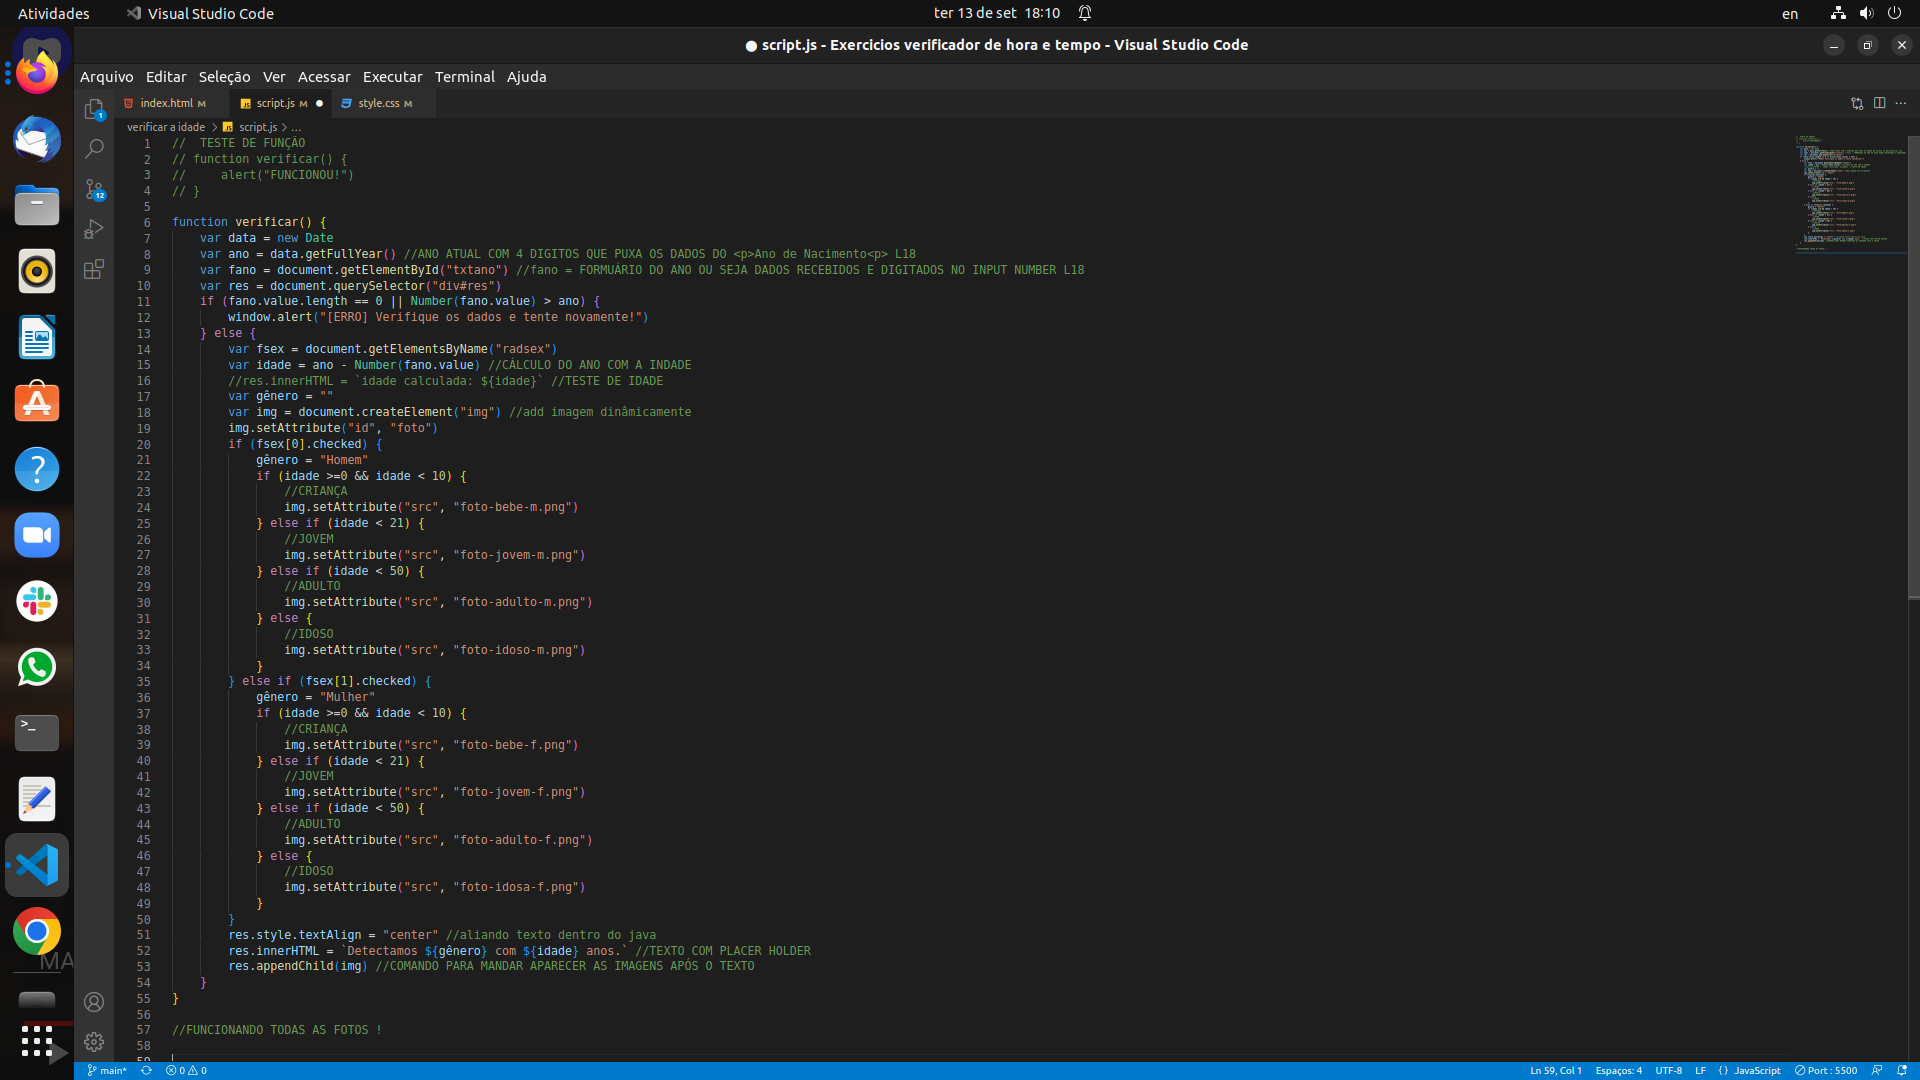 Atividades Visual Studio Code ter 13 de set 18:10 en
● script.js - Exercicios verificador de hora e tempo - Visual Studio Code
Arquivo Editar Seleção Ver Acessar Executar Terminal Ajuda
index.html M script.js M ● style.css M
verificar a idade > script.js > ...
1 //  TESTE DE FUNÇÃO
2 // function verificar() {
3 //     alert("FUNCIONOU!")
4 // }
5
6 function verificar() {
7     var data = new Date
8     var ano = data.getFullYear() //ANO ATUAL COM 4 DIGITOS QUE PUXA OS DADOS DO <p>Ano de Nacimento<p> L18
9     var fano = document.getElementById("txtano") //fano = FORMUÁRIO DO ANO OU SEJA DADOS RECEBIDOS E DIGITADOS NO INPUT NUMBER L18
10     var res = document.querySelector("div#res")
11     if (fano.value.length == 0 || Number(fano.value) > ano) {
12         window.alert("[ERRO] Verifique os dados e tente novamente!")
13     } else {
14         var fsex = document.getElementsByName("radsex")
15         var idade = ano - Number(fano.value) //CÁLCULO DO ANO COM A INDADE
16         //res.innerHTML = `idade calculada: ${idade}` //TESTE DE IDADE
17         var gênero = ""
18         var img = document.createElement("img") //add imagem dinâmicamente
19         img.setAttribute("id", "foto")
20         if (fsex[0].checked) {
21             gênero = "Homem"
22             if (idade >=0 && idade < 10) {
23                 //CRIANÇA
24                 img.setAttribute("src", "foto-bebe-m.png")
25             } else if (idade < 21) {
26                 //JOVEM
27                 img.setAttribute("src", "foto-jovem-m.png")
28             } else if (idade < 50) {
29                 //ADULTO
30                 img.setAttribute("src", "foto-adulto-m.png")
31             } else {
32                 //IDOSO
33                 img.setAttribute("src", "foto-idoso-m.png")
34             }
35         } else if (fsex[1].checked) {
36             gênero = "Mulher"
37             if (idade >=0 && idade < 10) {
38                 //CRIANÇA
39                 img.setAttribute("src", "foto-bebe-f.png")
40             } else if (idade < 21) {
41                 //JOVEM
42                 img.setAttribute("src", "foto-jovem-f.png")
43             } else if (idade < 50) {
44                 //ADULTO
45                 img.setAttribute("src", "foto-adulto-f.png")
46             } else {
47                 //IDOSO
48                 img.setAttribute("src", "foto-idosa-f.png")
49             }
50         }
51         res.style.textAlign = "center" //aliando texto dentro do java
52         res.innerHTML = `Detectamos ${gênero} com ${idade} anos.` //TEXTO COM PLACER HOLDER
53         res.appendChild(img) //COMANDO PARA MANDAR APARECER AS IMAGENS APÓS O TEXTO
54     }
55 }
56
57 //FUNCIONANDO TODAS AS FOTOS !
58
59
1
12
MA
main* 0 0 Ln 59, Col 1 Espaços: 4 UTF-8 LF {} JavaScript Port : 5500